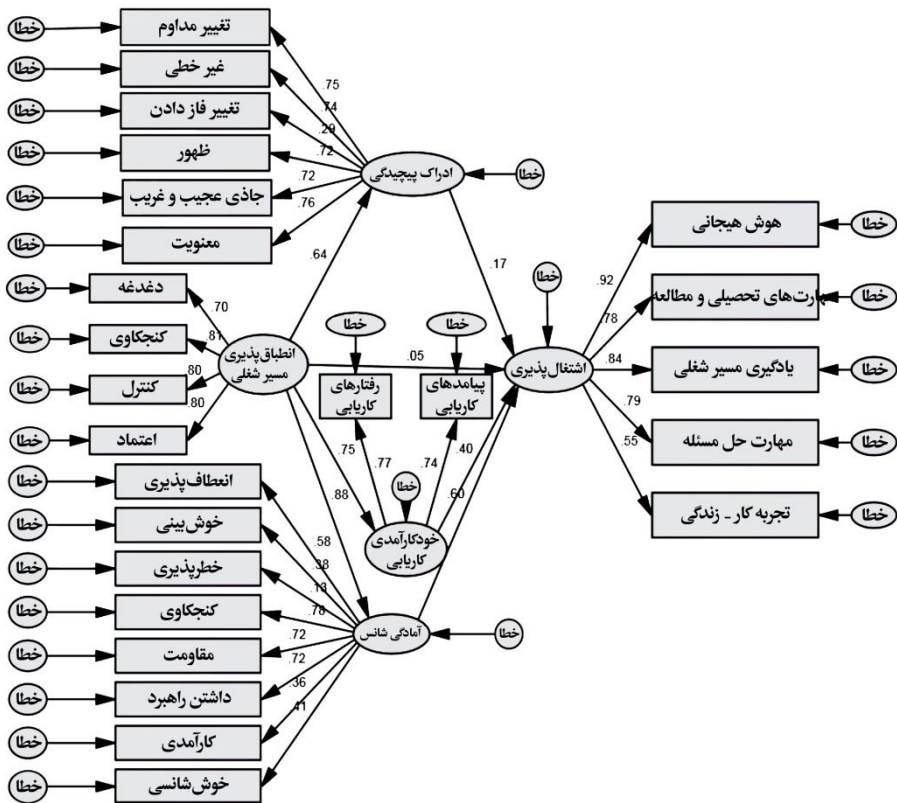 خطا
تغییر مداوم
خطا
غیر خطی
خطا
تغییر فاز دادن
خطا
ظهور
خطا
جاذی عجیب و غریب
خطا
معنویت
.75
.74
.29
.72
.72
.76
ادراک پیچیدگی
خطا
خطا
دغدغه
خطا
کنجکاوی
خطا
کنترل
خطا
اعتماد
.70
.81
.80
.80
انطباق‌پذیری
مسیر شغلی
.64
.05
.75
.88
خطا
رفتارهای
کاریابی
خطا
پیامدهای
کاریابی
.77
.74
خطا
خودکارآمدی
کاریابی
.17
.40
.60
خطا
اشتغال‌پذیری
.92
.78
.84
.79
.55
هوش هیجانی
خطا
مهارت‌های تحصیلی و مطالعه
خطا
یادگیری مسیر شغلی
خطا
مهارت حل مسئله
خطا
تجربه کار - زندگی
خطا
خطا
انعطاف‌پذیری
خطا
خوش‌بینی
خطا
خطرپذیری
خطا
کنجکاوی
خطا
مقاومت
خطا
داشتن راهبرد
خطا
کارآمدی
خطا
خوش‌شانسی
.58
.38
.13
.78
.72
.72
.36
.41
آمادگی شانس
خطا